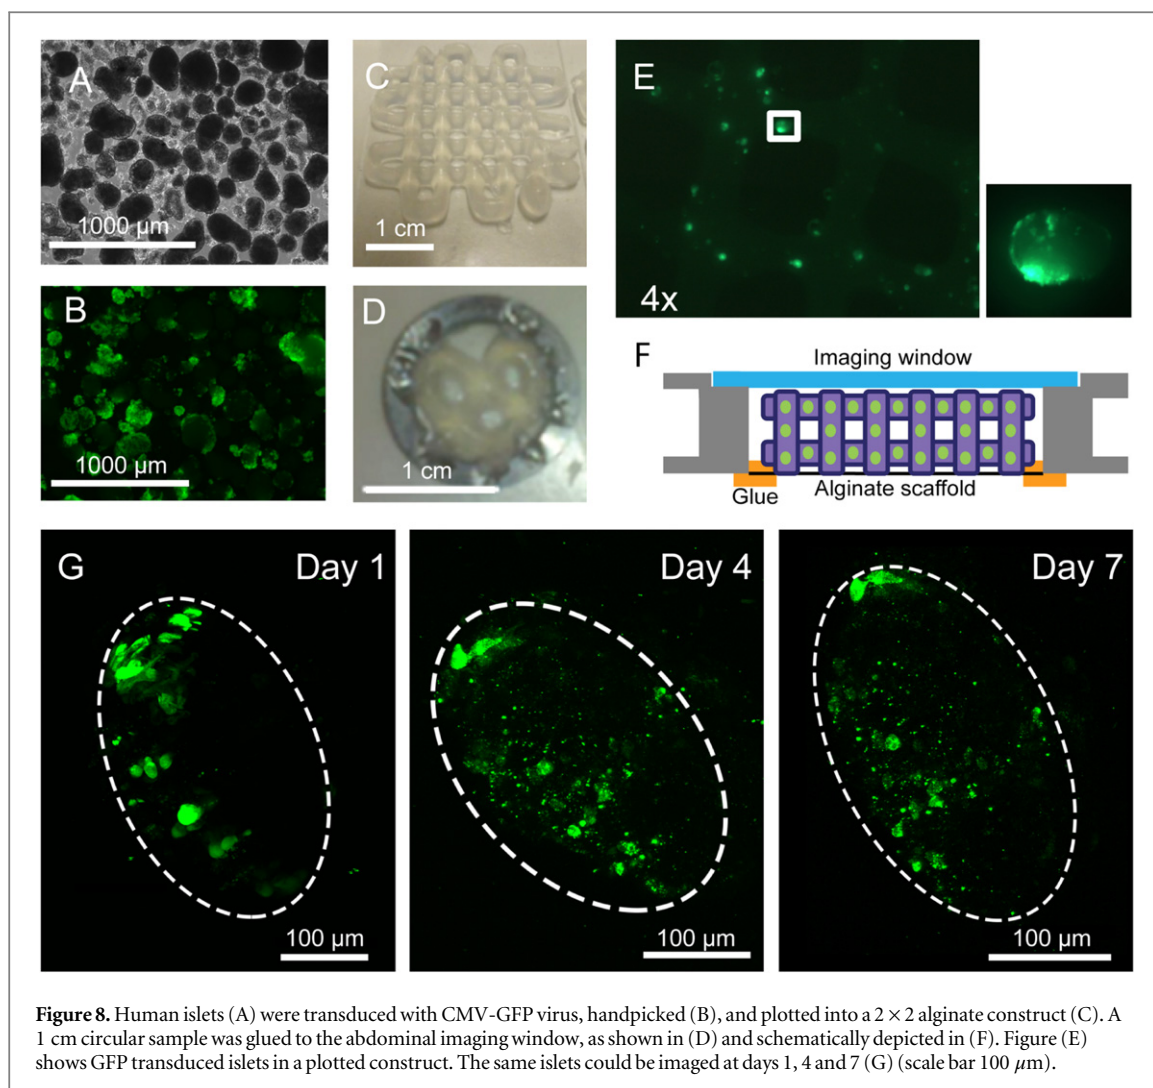 A
1000 µm
B
1000 µm
C
1 cm
D
1 cm
E
4x
F
Imaging window
Glue
Alginate scaffold
G
Day 1
100 µm
Day 4
100 µm
Day 7
100 µm
Figure 8. Human islets (A) were transduced with CMV-GFP virus, handpicked (B), and plotted into a 2 × 2 alginate construct (C). A
1 cm circular sample was glued to the abdominal imaging window, as shown in (D) and schematically depicted in (F). Figure (E)
shows GFP transduced islets in a plotted construct. The same islets could be imaged at days 1, 4 and 7 (G) (scale bar 100 µm).